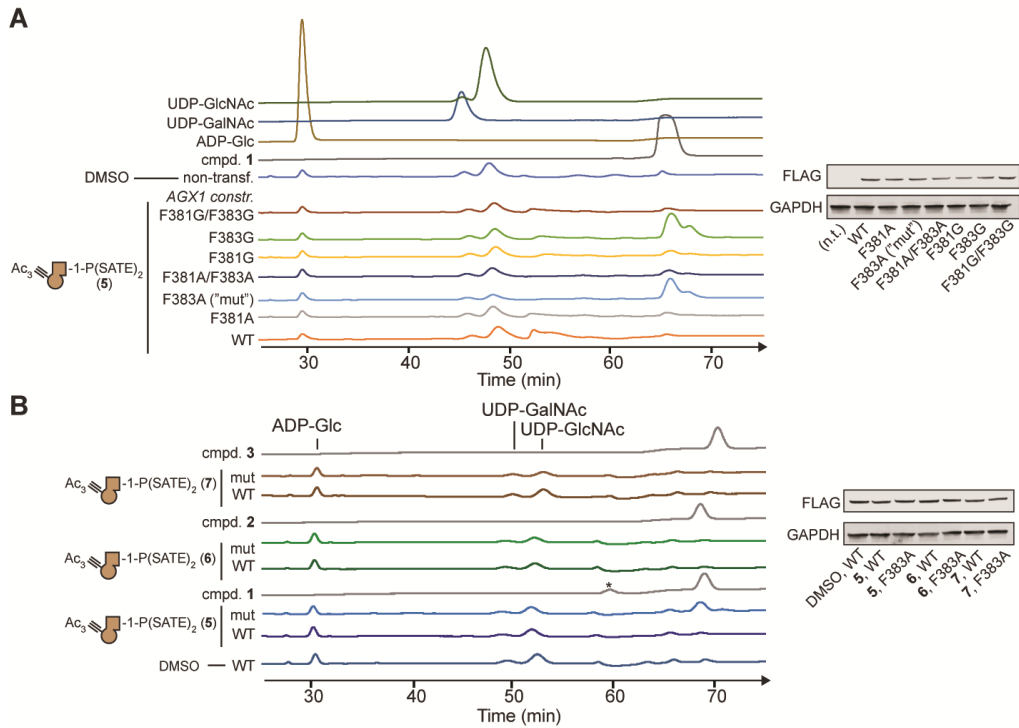 A
UDP-GlcNAc
UDP-GalNAc
ADP-Glc
cmpd. 1
DMSO
non-transf.
AGX1 constr.
F381G/F383G
F383G
F381G
Ac3
-1-P(SATE)2
(5)
F381A/F383A
F383A ("mut")
F381A
WT
30
40
50
60
70
Time (min)
FLAG
GAPDH
(n.t.)
WT
F381A
F383A ("mut")
F381A/F383A
F381G
F383G
F381G/F383G
B
ADP-Glc
UDP-GalNAc
UDP-GlcNAc
cmpd. 3
Ac3
-1-P(SATE)2 (7)
mut
WT
cmpd. 2
Ac3
-1-P(SATE)2 (6)
mut
WT
cmpd. 1
*
Ac3
-1-P(SATE)2 (5)
mut
WT
DMSO
WT
30
40
50
60
70
Time (min)
FLAG
GAPDH
DMSO, WT
5, WT
5, F383A
6, WT
6, F383A
7, WT
7, F383A